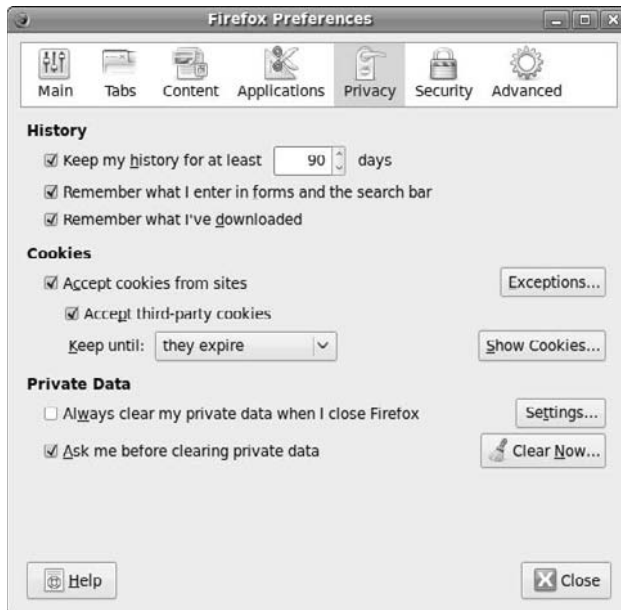 Firefox Preferences
Main Tabs Content Applications Privacy Security Advanced
History
Keep my history for at least 90 days
Remember what I enter in forms and the search bar
Remember what I've downloaded
Cookies
Accept cookies from sites Exceptions...
Accept third-party cookies
Keep until: they expire Show Cookies...
Private Data
Always clear my private data when I close Firefox Settings...
Ask me before clearing private data Clear Now...
Help Close